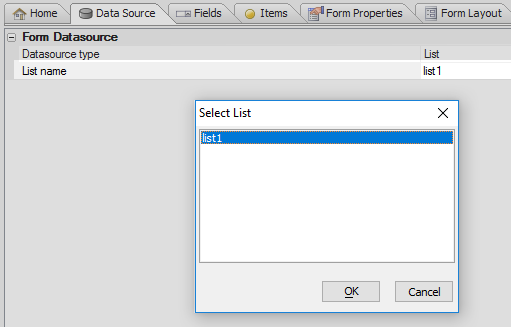 Home Data Source Fields Items Form Properties Form Layout
Form Datasource
Datasource type List
List name list1
Select List
list1
OK Cancel